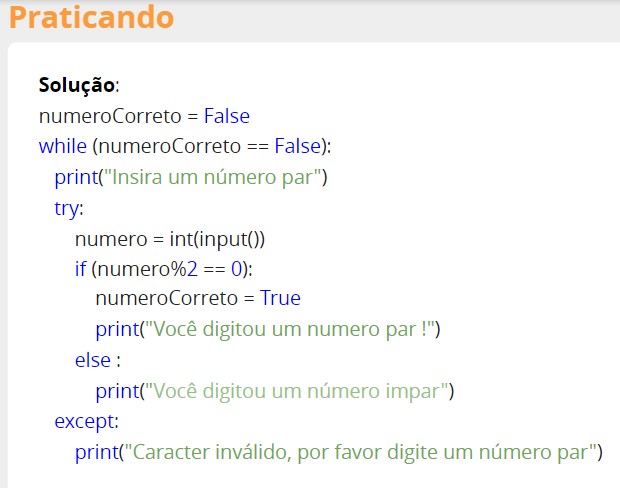 Praticando
Solução:
numeroCorreto = False
while (numeroCorreto == False):
print("Insira um número par")
try:
numero = int(input())
if (numero%2 == 0):
numeroCorreto = True
print("Você digitou um numero par !")
else :
print("Você digitou um número impar")
except:
print("Caracter inválido, por favor digite um número par")